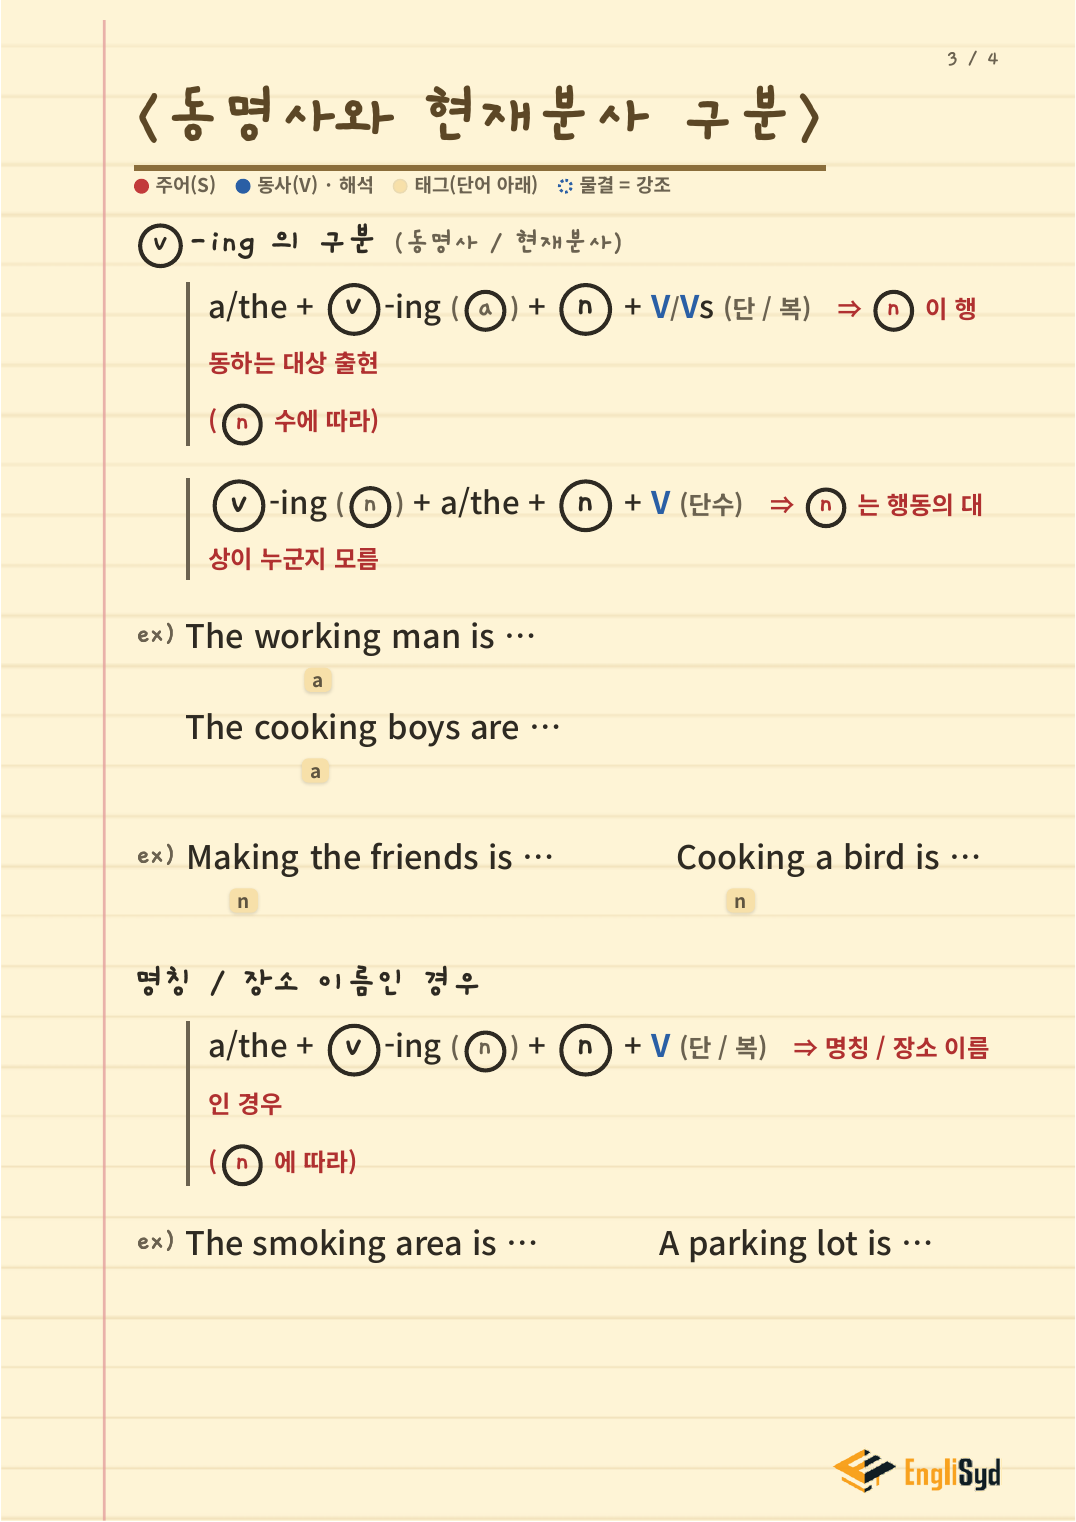 3 / 4
<동명사와 현재분사 구분>
주어(S) 동사(V) · 해석 태그(단어 아래) 물결 = 강조
v -ing 의 구분 (동명사 / 현재분사)
a/the + v -ing ( a ) + n + V/Vs (단 / 복) ⇒ n 이 행
동하는 대상 출현
( n 수에 따라)
v -ing ( n ) + a/the + n + V (단수) ⇒ n 는 행동의 대
상이 누군지 모름
ex) The working man is ···
a
The cooking boys are ···
a
ex) Making the friends is ··· Cooking a bird is ···
n n
명칭 / 장소 이름인 경우
a/the + v -ing ( n ) + n + V (단 / 복) ⇒ 명칭 / 장소 이름
인 경우
( n 에 따라)
ex) The smoking area is ··· A parking lot is ···
EngliSyd